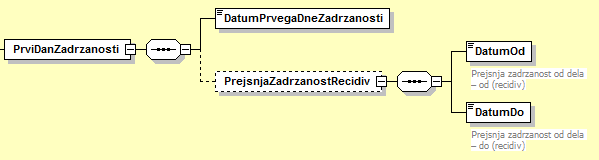 DatumPrvegaDneZadrzanosti
PrviDanZadrzanosti
PrejsnjaZadrzanostRecidiv
DatumOd
Prejsnja zadrzanost od dela
– od (recidiv)
DatumDo
Prejsnja zadrzanost od dela
– do (recidiv)